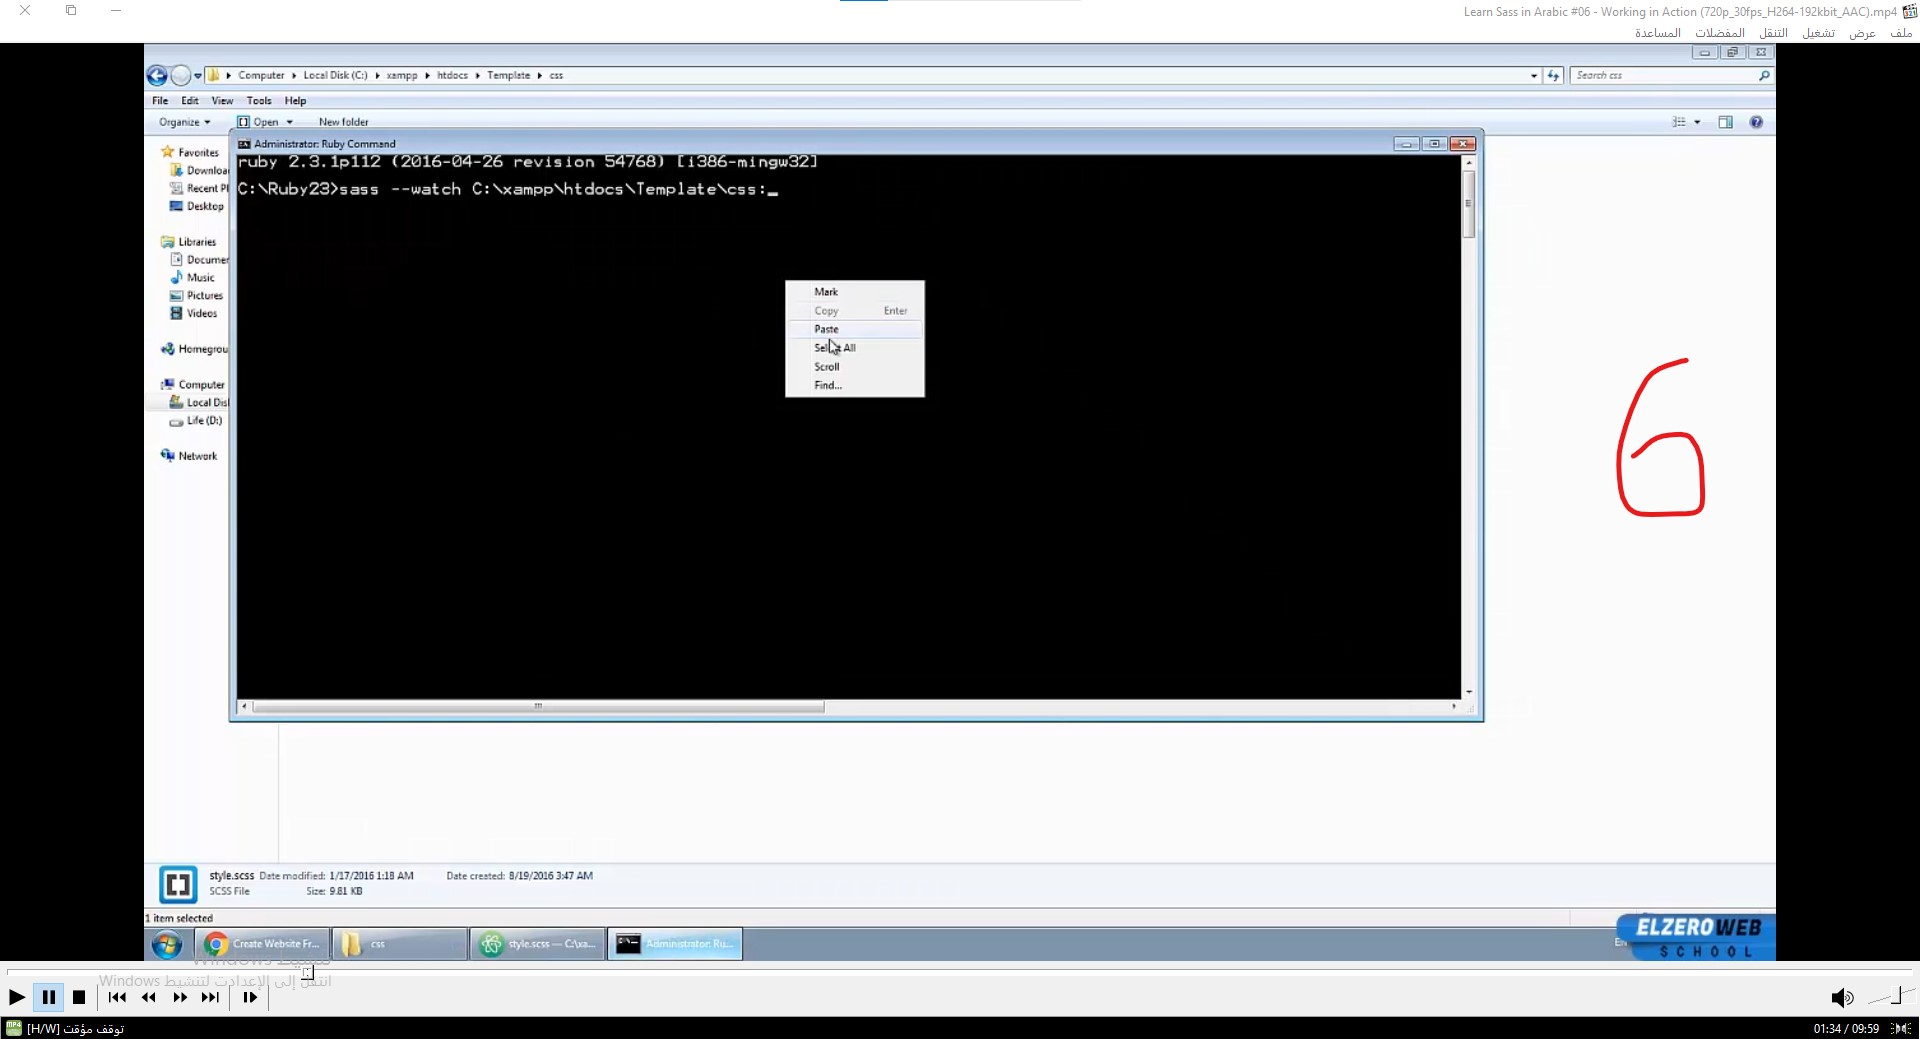 Learn Sass in Arabic #06 - Working in Action (720p_30fps_H264-192kbit_AAC).mp4
ملف عرض تشغيل التنقل المفضلات المساعدة
Computer Local Disk (C:) xampp htdocs Template css
Search css
File Edit View Tools Help
Organize Open New folder
Administrator: Ruby Command
ruby 2.3.1p112 (2016-04-26 revision 54768) [i386-mingw32]
C:\Ruby23>sass --watch C:\xampp\htdocs\Template\css:_
Favorites
Downloa
Recent Pl
Desktop
Libraries
Documer
Music
Pictures
Videos
Homegrou
Computer
Local Dis
Life (D:)
Network
Mark
Copy Enter
Paste
Select All
Scroll
Find...
6
style.scss Date modified: 1/17/2016 1:18 AM Date created: 8/19/2016 3:47 AM
SCSS File Size: 9.81 KB
1 item selected
Create Website Fr...
css
style.scss — C:\xa...
Administrator: Ru...
EN
ELZEROWEB
SCHOOL
تنشيط Windows
انتقل إلى الإعدادت لتنشيط Windows
[H/W] توقف مؤقت
01:34 / 09:59